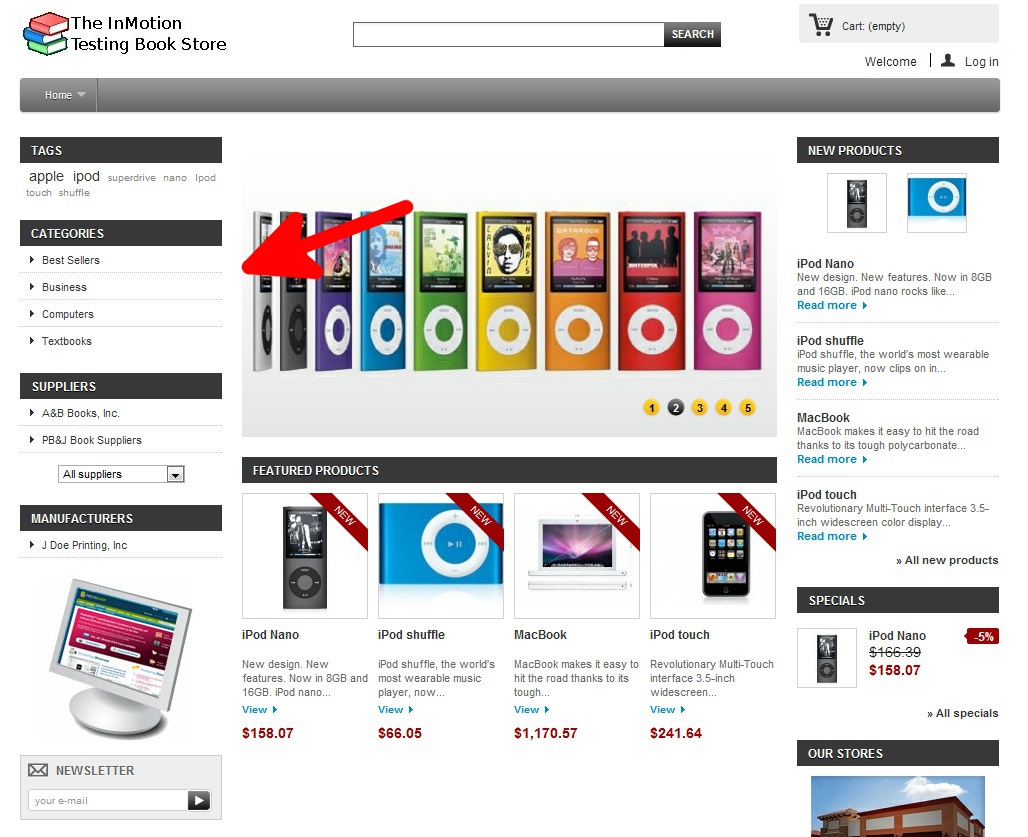 The InMotion
Testing Book Store
SEARCH
Cart: (empty)
Welcome
Log in
Home
TAGS
apple ipod superdrive nano Ipod
touch shuffle
CATEGORIES
Best Sellers
Business
Computers
Textbooks
SUPPLIERS
A&B Books, Inc.
PB&J Book Suppliers
All suppliers
MANUFACTURERS
J Doe Printing, Inc
NEWSLETTER
your e-mail
CALVIN
HARRIS
DATAROCK
1 2 3 4 5
FEATURED PRODUCTS
NEW
iPod Nano
New design. New
features. Now in 8GB and
16GB. iPod nano...
View
$158.07
NEW
iPod shuffle
iPod shuffle, the world's
most wearable music
player, now...
View
$66.05
NEW
MacBook
MacBook makes it easy to
hit the road thanks to its
tough...
View
$1,170.57
NEW
iPod touch
Revolutionary Multi-Touch
interface 3.5-inch
widescreen...
View
$241.64
NEW PRODUCTS
iPod Nano
New design. New features. Now in 8GB
and 16GB. iPod nano rocks like...
Read more
iPod shuffle
iPod shuffle, the world's most wearable
music player, now clips on in...
Read more
MacBook
MacBook makes it easy to hit the road
thanks to its tough polycarbonate...
Read more
iPod touch
Revolutionary Multi-Touch interface 3.5-
inch widescreen color display...
Read more
» All new products
SPECIALS
iPod Nano
-5%
$166.39
$158.07
» All specials
OUR STORES